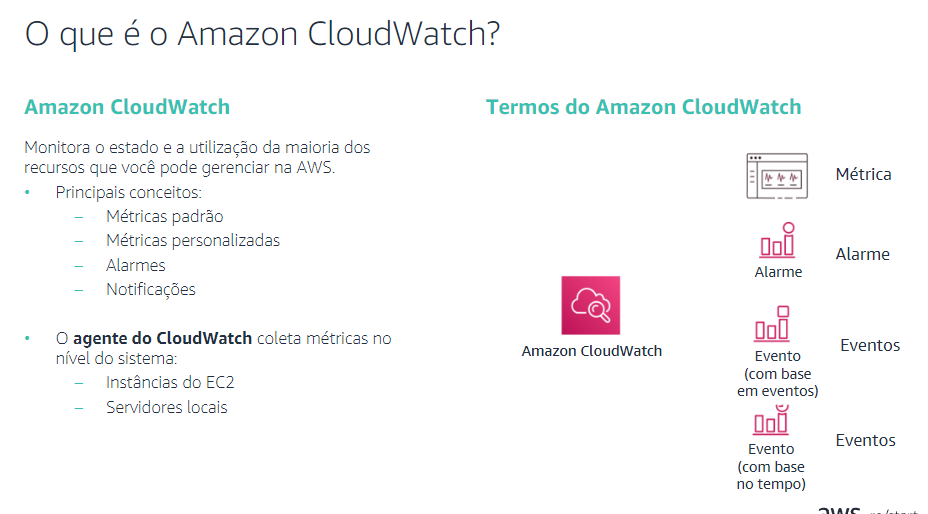 O que é o Amazon CloudWatch?
Amazon CloudWatch
Monitora o estado e a utilização da maioria dos
recursos que você pode gerenciar na AWS.
• Principais conceitos:
– Métricas padrão
– Métricas personalizadas
– Alarmes
– Notificações
• O agente do CloudWatch coleta métricas no
nível do sistema:
– Instâncias do EC2
– Servidores locais
Termos do Amazon CloudWatch
Amazon CloudWatch
Métrica
Alarme
Alarme
Evento
(com base
em eventos)
Eventos
Evento
(com base
no tempo)
Eventos
aws re/start